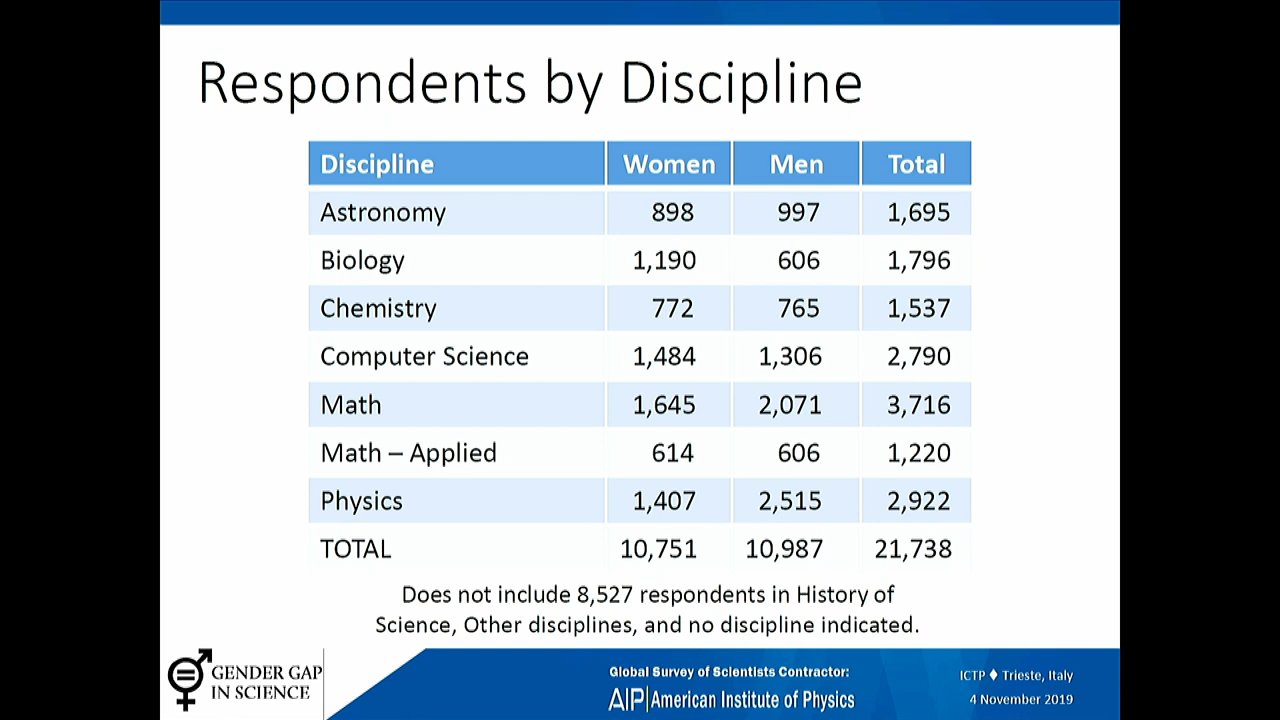 Respondents by Discipline
Discipline Women Men Total
Astronomy 898 997 1,695
Biology 1,190 606 1,796
Chemistry 772 765 1,537
Computer Science 1,484 1,306 2,790
Math 1,645 2,071 3,716
Math – Applied 614 606 1,220
Physics 1,407 2,515 2,922
TOTAL 10,751 10,987 21,738
Does not include 8,527 respondents in History of
Science, Other disciplines, and no discipline indicated.
GENDER GAP
IN SCIENCE
Global Survey of Scientists Contractor:
AIP American Institute of Physics
ICTP ♦ Trieste, Italy
4 November 2019